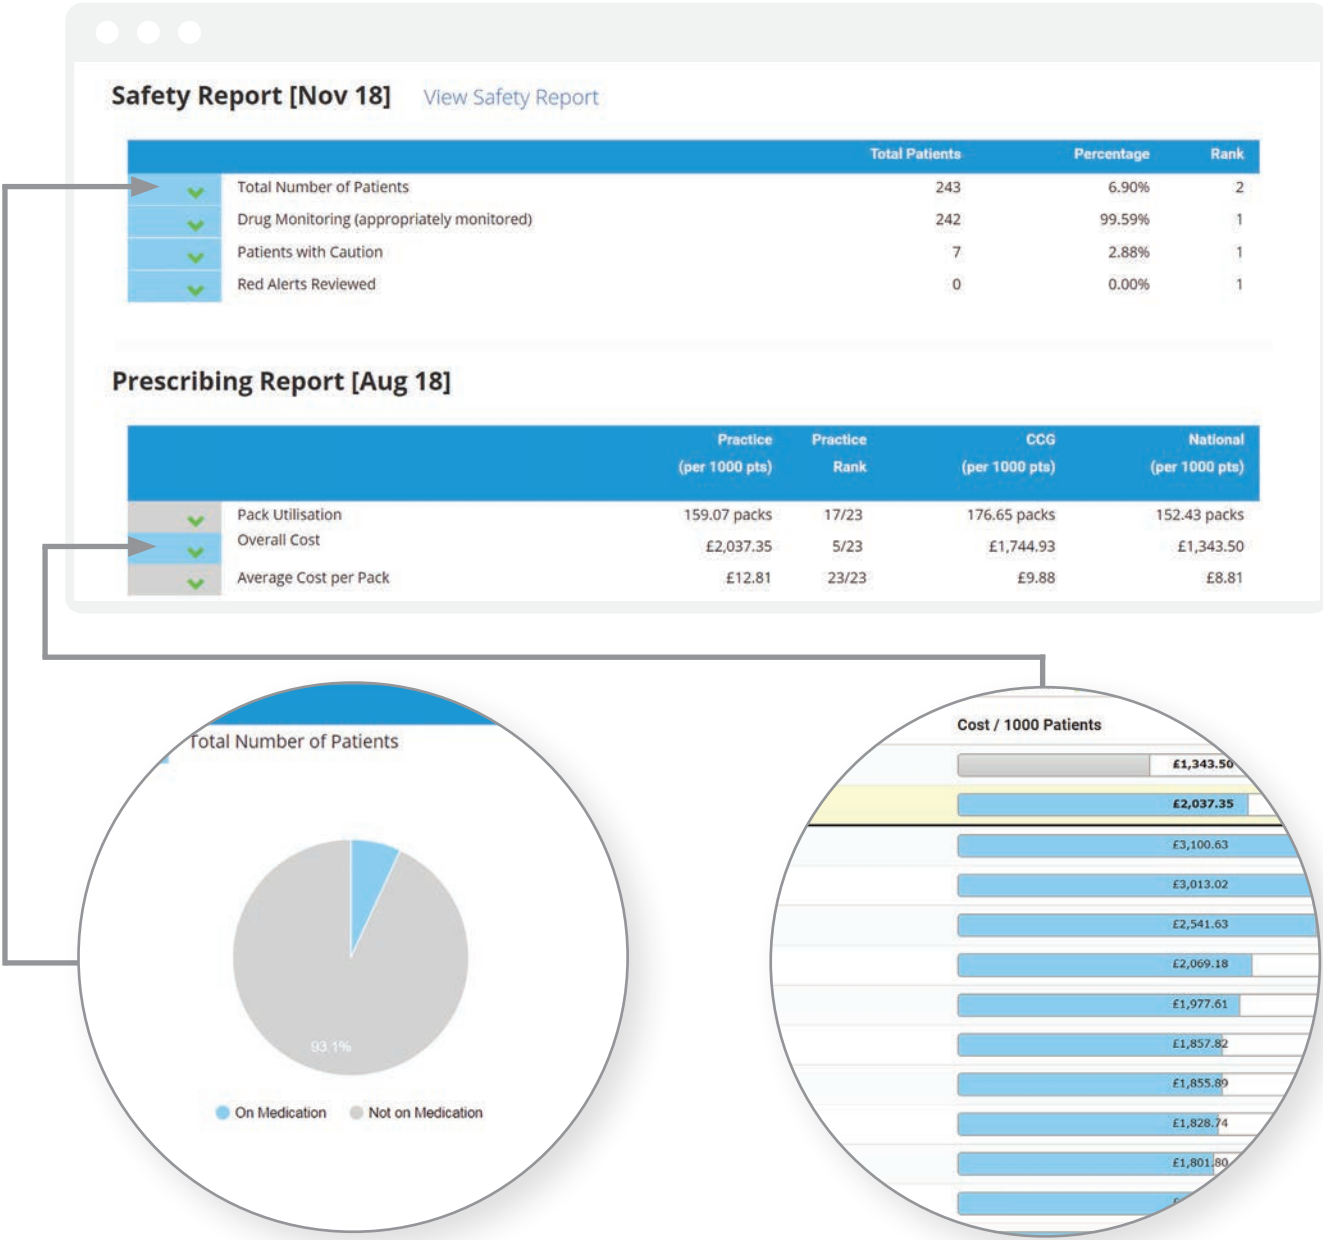 Safety Report [Nov 18] View Safety Report
Total Patients Percentage Rank
Total Number of Patients 243 6.90% 2
Drug Monitoring (appropriately monitored) 242 99.59% 1
Patients with Caution 7 2.88% 1
Red Alerts Reviewed 0 0.00% 1
Prescribing Report [Aug 18]
Practice Practice CCG National
(per 1000 pts) Rank (per 1000 pts) (per 1000 pts)
Pack Utilisation 159.07 packs 17/23 176.65 packs 152.43 packs
Overall Cost £2,037.35 5/23 £1,744.93 £1,343.50
Average Cost per Pack £12.81 23/23 £9.88 £8.81
Total Number of Patients
93.1%
On Medication Not on Medication
Cost / 1000 Patients
£1,343.50
£2,037.35
£3,100.63
£3,013.02
£2,541.63
£2,069.18
£1,977.61
£1,857.82
£1,855.89
£1,828.74
£1,801.80